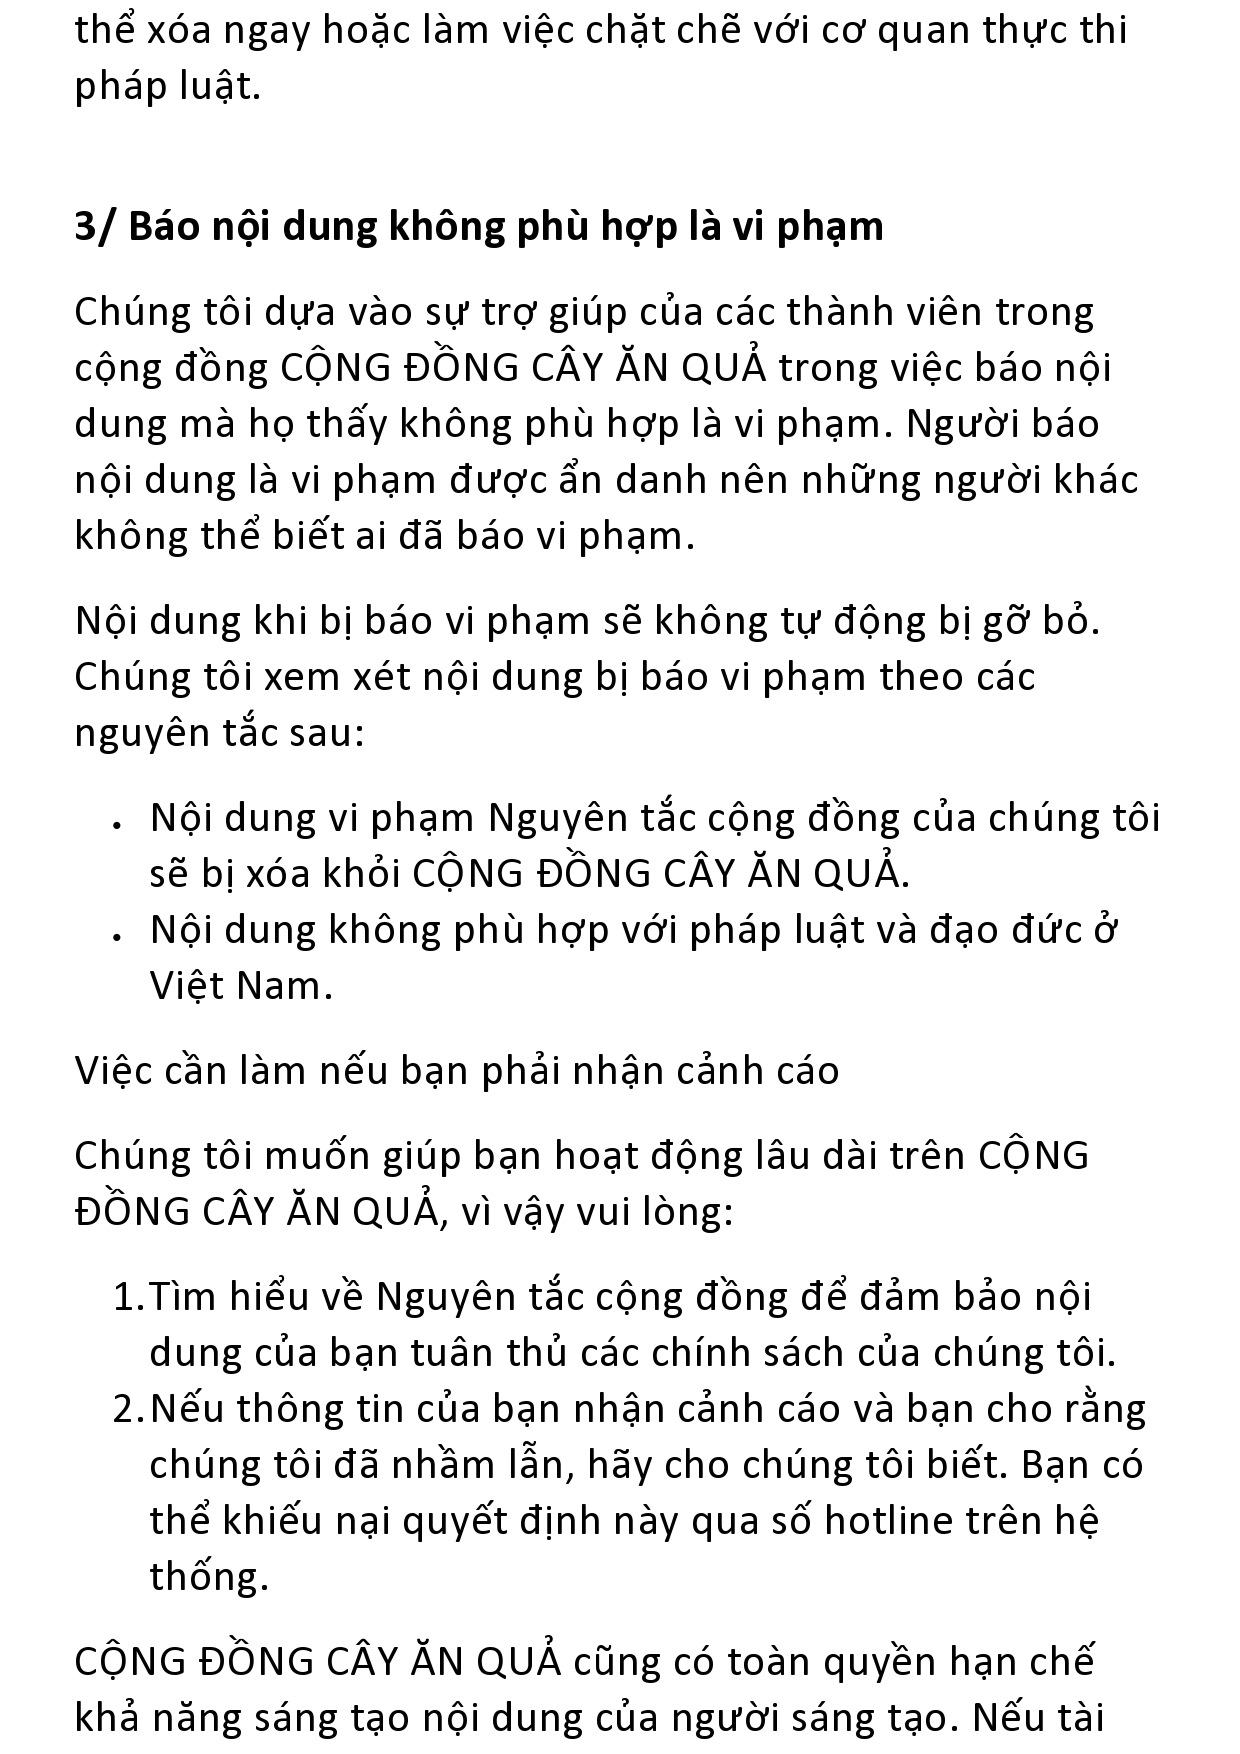 thể xóa ngay hoặc làm việc chặt chẽ với cơ quan thực thi
pháp luật.
3/ Báo nội dung không phù hợp là vi phạm
Chúng tôi dựa vào sự trợ giúp của các thành viên trong
cộng đồng CỘNG ĐỒNG CÂY ĂN QUẢ trong việc báo nội
dung mà họ thấy không phù hợp là vi phạm. Người báo
nội dung là vi phạm được ẩn danh nên những người khác
không thể biết ai đã báo vi phạm.
Nội dung khi bị báo vi phạm sẽ không tự động bị gỡ bỏ.
Chúng tôi xem xét nội dung bị báo vi phạm theo các
nguyên tắc sau:
• Nội dung vi phạm Nguyên tắc cộng đồng của chúng tôi
sẽ bị xóa khỏi CỘNG ĐỒNG CÂY ĂN QUẢ.
• Nội dung không phù hợp với pháp luật và đạo đức ở
Việt Nam.
Việc cần làm nếu bạn phải nhận cảnh cáo
Chúng tôi muốn giúp bạn hoạt động lâu dài trên CỘNG
ĐỒNG CÂY ĂN QUẢ, vì vậy vui lòng:
1.Tìm hiểu về Nguyên tắc cộng đồng để đảm bảo nội
dung của bạn tuân thủ các chính sách của chúng tôi.
2.Nếu thông tin của bạn nhận cảnh cáo và bạn cho rằng
chúng tôi đã nhầm lẫn, hãy cho chúng tôi biết. Bạn có
thể khiếu nại quyết định này qua số hotline trên hệ
thống.
CỘNG ĐỒNG CÂY ĂN QUẢ cũng có toàn quyền hạn chế
khả năng sáng tạo nội dung của người sáng tạo. Nếu tài